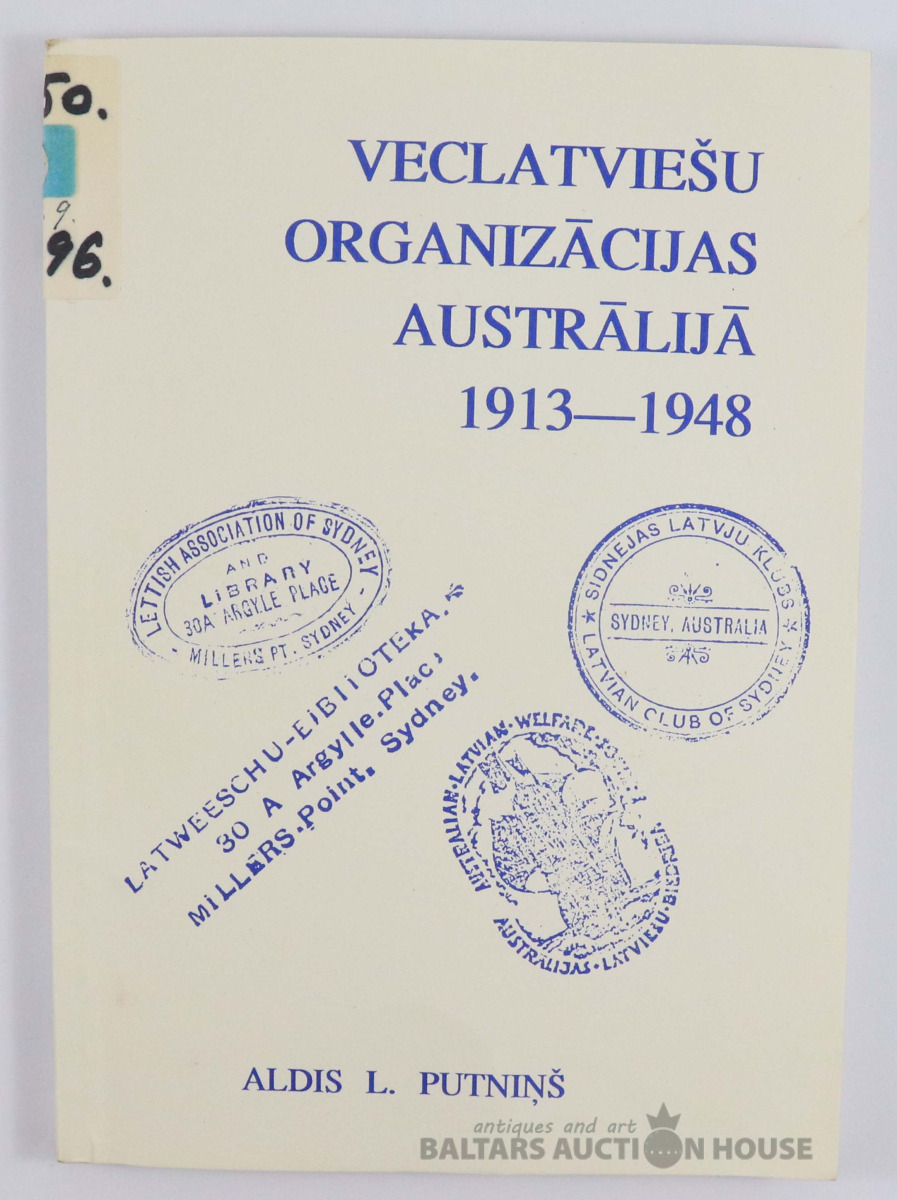 50.
9.
96.
VECLATVIEŠU
ORGANIZĀCIJAS
AUSTRĀLIJĀ
1913—1948
LETTISH ASSOCIATION OF SYDNEY
AND
LIBRARY
30A ARGYLE PLACE
- MILLERS PT. SYDNEY -
SIDNEJAS LATVJU KLUBS
SYDNEY, AUSTRALIA
★ LATVIAN CLUB OF SYDNEY ★
LATWEESCHU-BiBLiOTEKA.
30 A Argylle.Plac;
MiLLERS.Point. Sydney.
AUSTRALIAN·LATVIAN·WELFARE·
AUSTRĀLIJAS·LATVIEŠU·
ALDIS L. PUTNIŅŠ
antiques and art
BALTARS AUCTION HOUSE